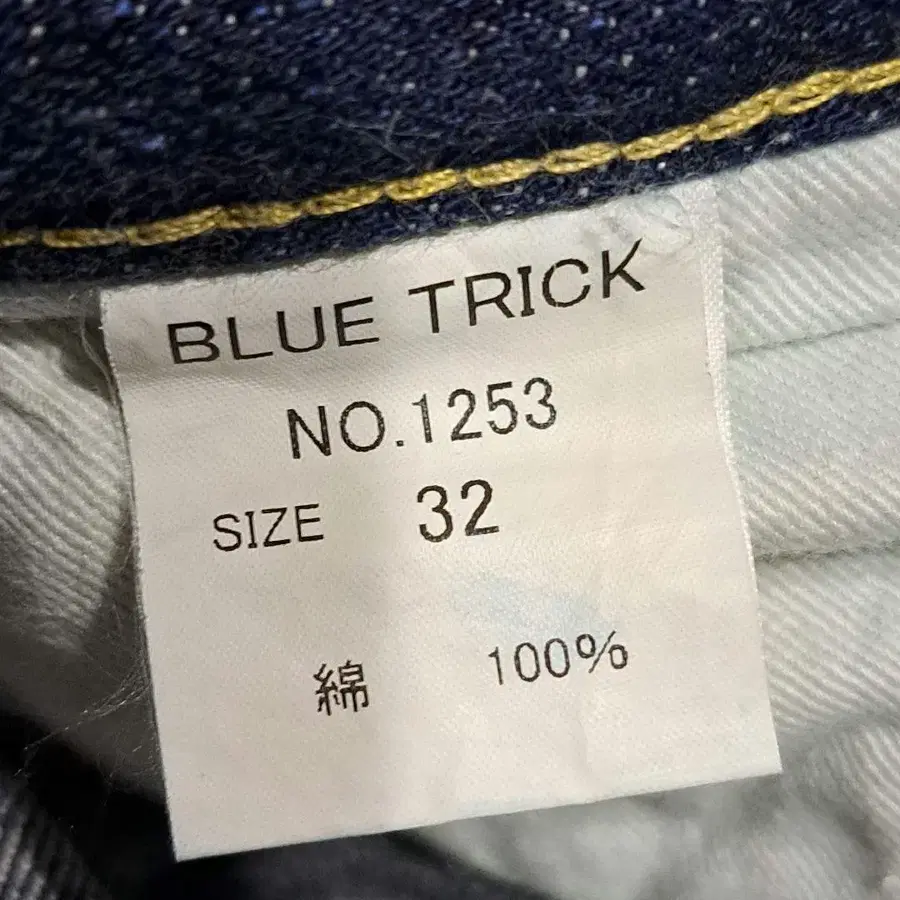 BLUE TRICK
NO.1253
SIZE 32
綿 100%